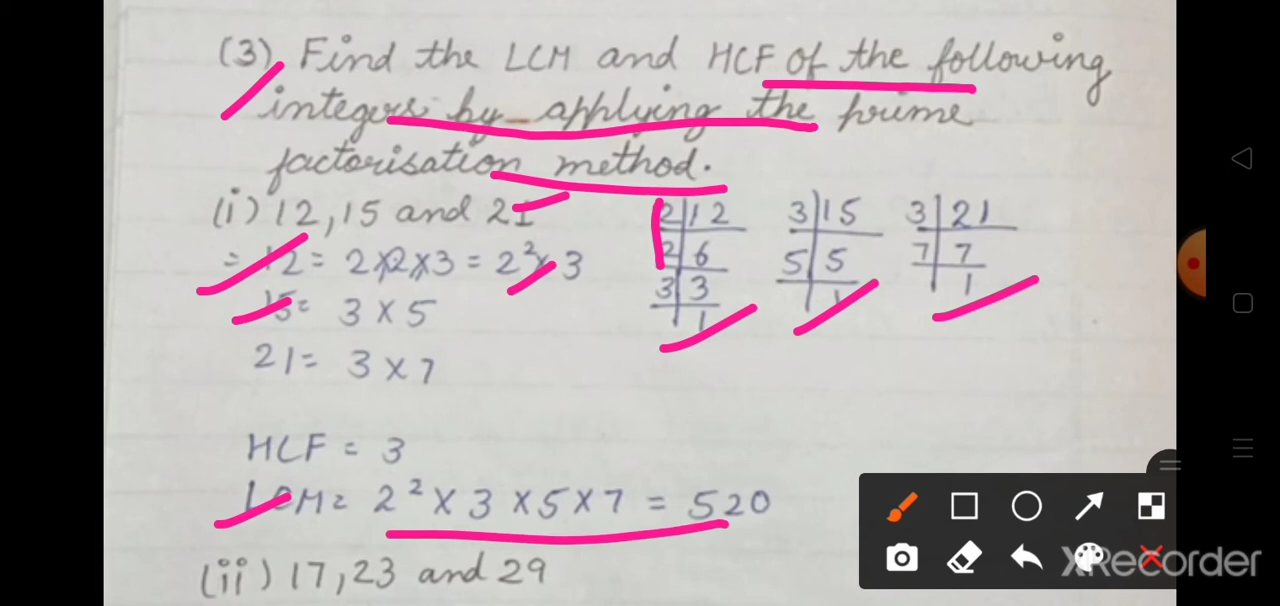 (3) Find the LCM and HCF of the following
integers by applying the prime
factorisation method.
(i) 12, 15 and 21
= 12 = 2×2×3 = 2²×3
15 = 3 × 5
21 = 3 × 7
2 12
2 6
3 3
1
3 15
5 5
1
3 21
7 7
1
HCF = 3
LCM = 2² × 3 × 5 × 7 = 520
(ii) 17, 23 and 29
XRecorder